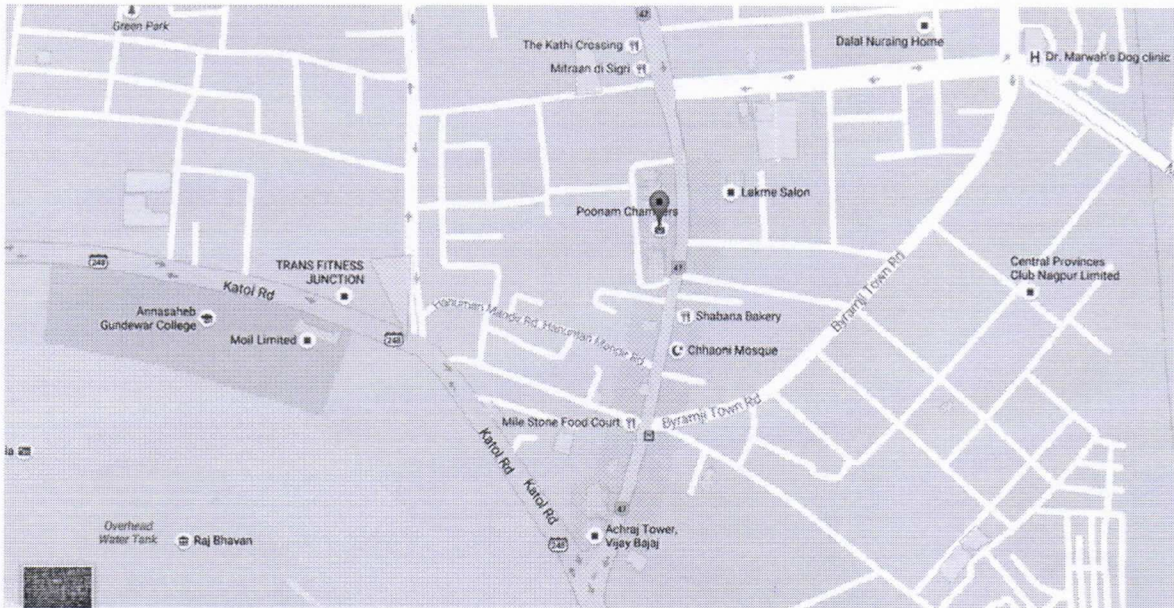 Green Park
47
The Kathi Crossing
Mitraan di Sigri
Dalal Nursing Home
H Dr. Marwah's Dog clinic
Lakme Salon
Poonam Chambers
248
Katol Rd
TRANS FITNESS
JUNCTION
Annasaheb
Gundewar College
Moil Limited
248
47
Hanuman Mandir Rd
Hanuman Mandir Rd
Shabana Bakery
Chhaoni Mosque
Byramji Town Rd
Central Provinces
Club Nagpur Limited
Mile Stone Food Court
Byramji Town Rd
Katol Rd
Katol Rd
47
Achraj Tower,
Vijay Bajaj
248
ia
Overhead
Water Tank
Raj Bhavan